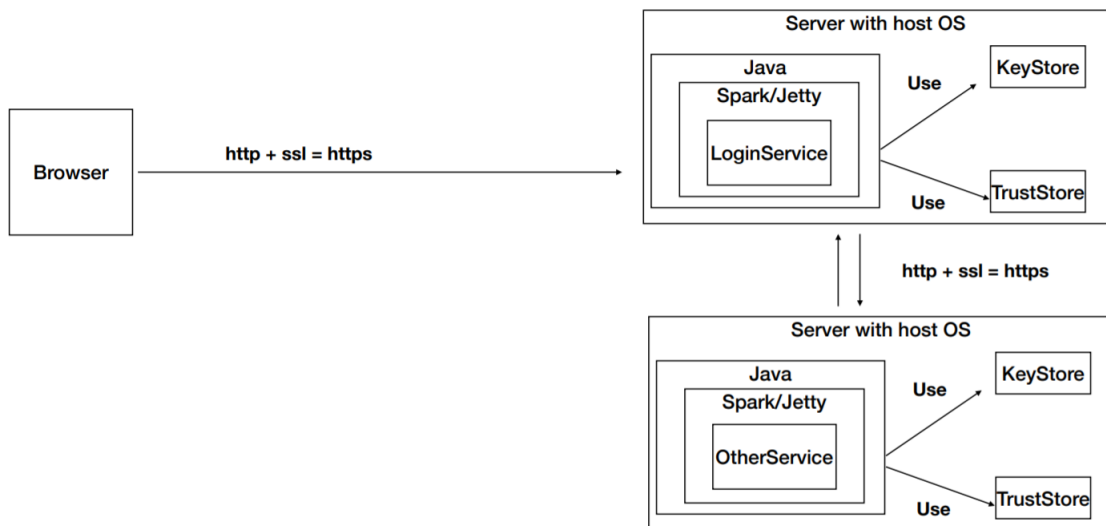 Server with host OS
Java
KeyStore
Use
Spark/Jetty
http + ssl = https
LoginService
Browser
TrustStore
Use
http + ssl = https
Server with host OS
Java
KeyStore
Use
Spark/Jetty
OtherService
TrustStore
Use